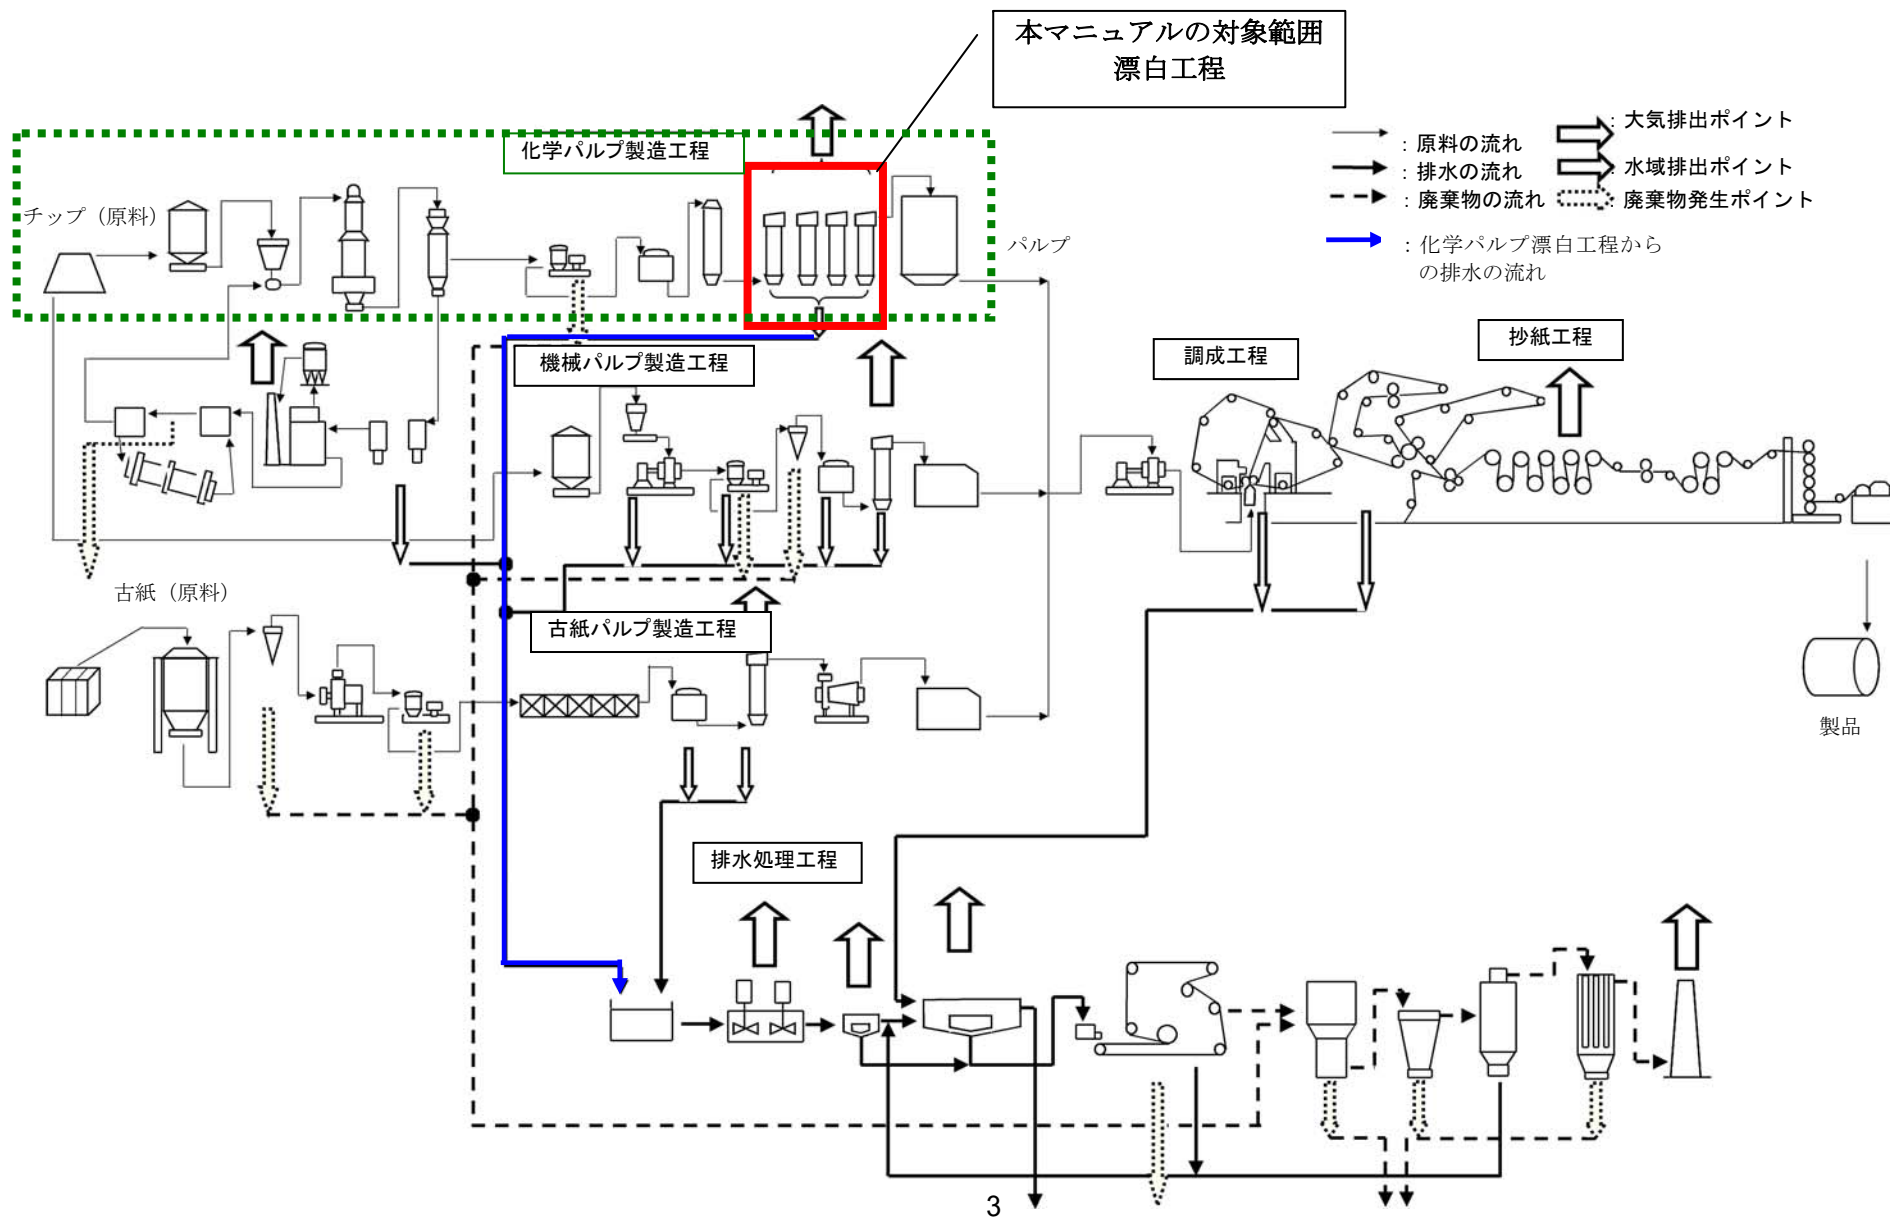 本マニュアルの対象範囲
漂白工程
化学パルプ製造工程
チップ（原料）
パルプ
：原料の流れ
：排水の流れ
：廃棄物の流れ
：化学パルプ漂白工程から
の排水の流れ
：大気排出ポイント
：水域排出ポイント
：廃棄物発生ポイント
機械パルプ製造工程
調成工程
抄紙工程
古紙（原料）
古紙パルプ製造工程
製品
排水処理工程
3